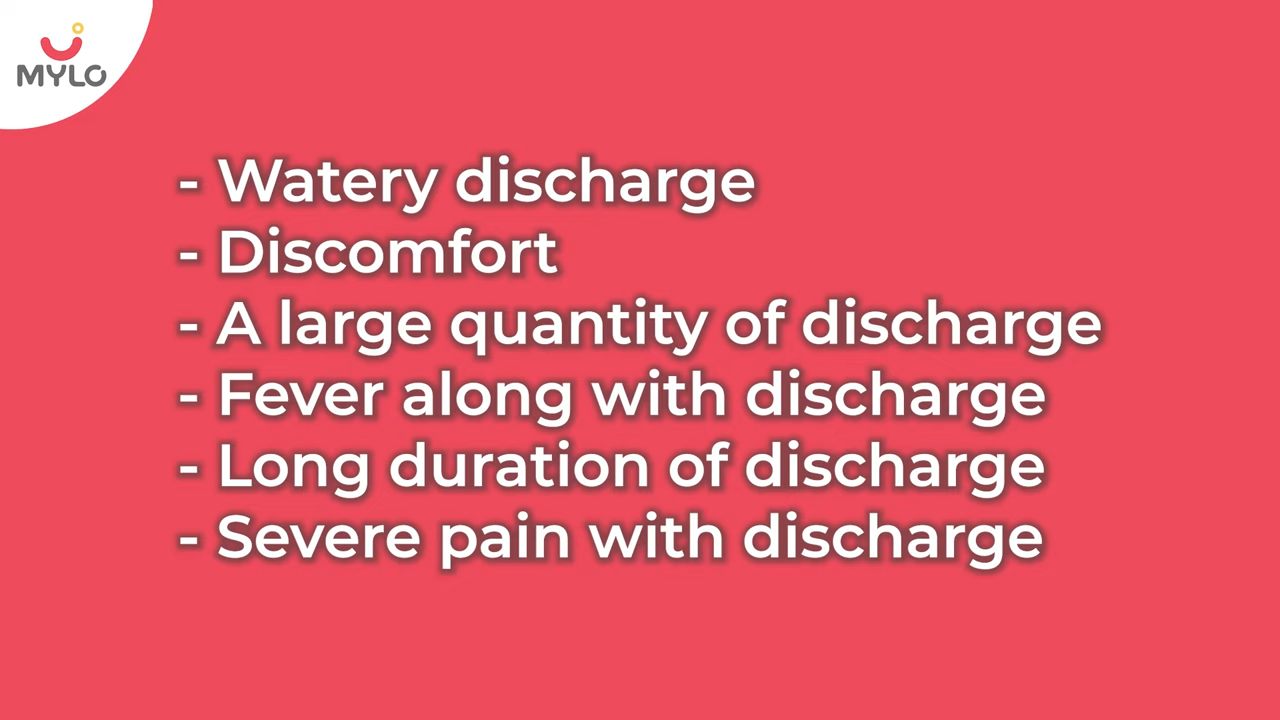 MYLO
- Watery discharge
- Discomfort
- A large quantity of discharge
- Fever along with discharge
- Long duration of discharge
- Severe pain with discharge